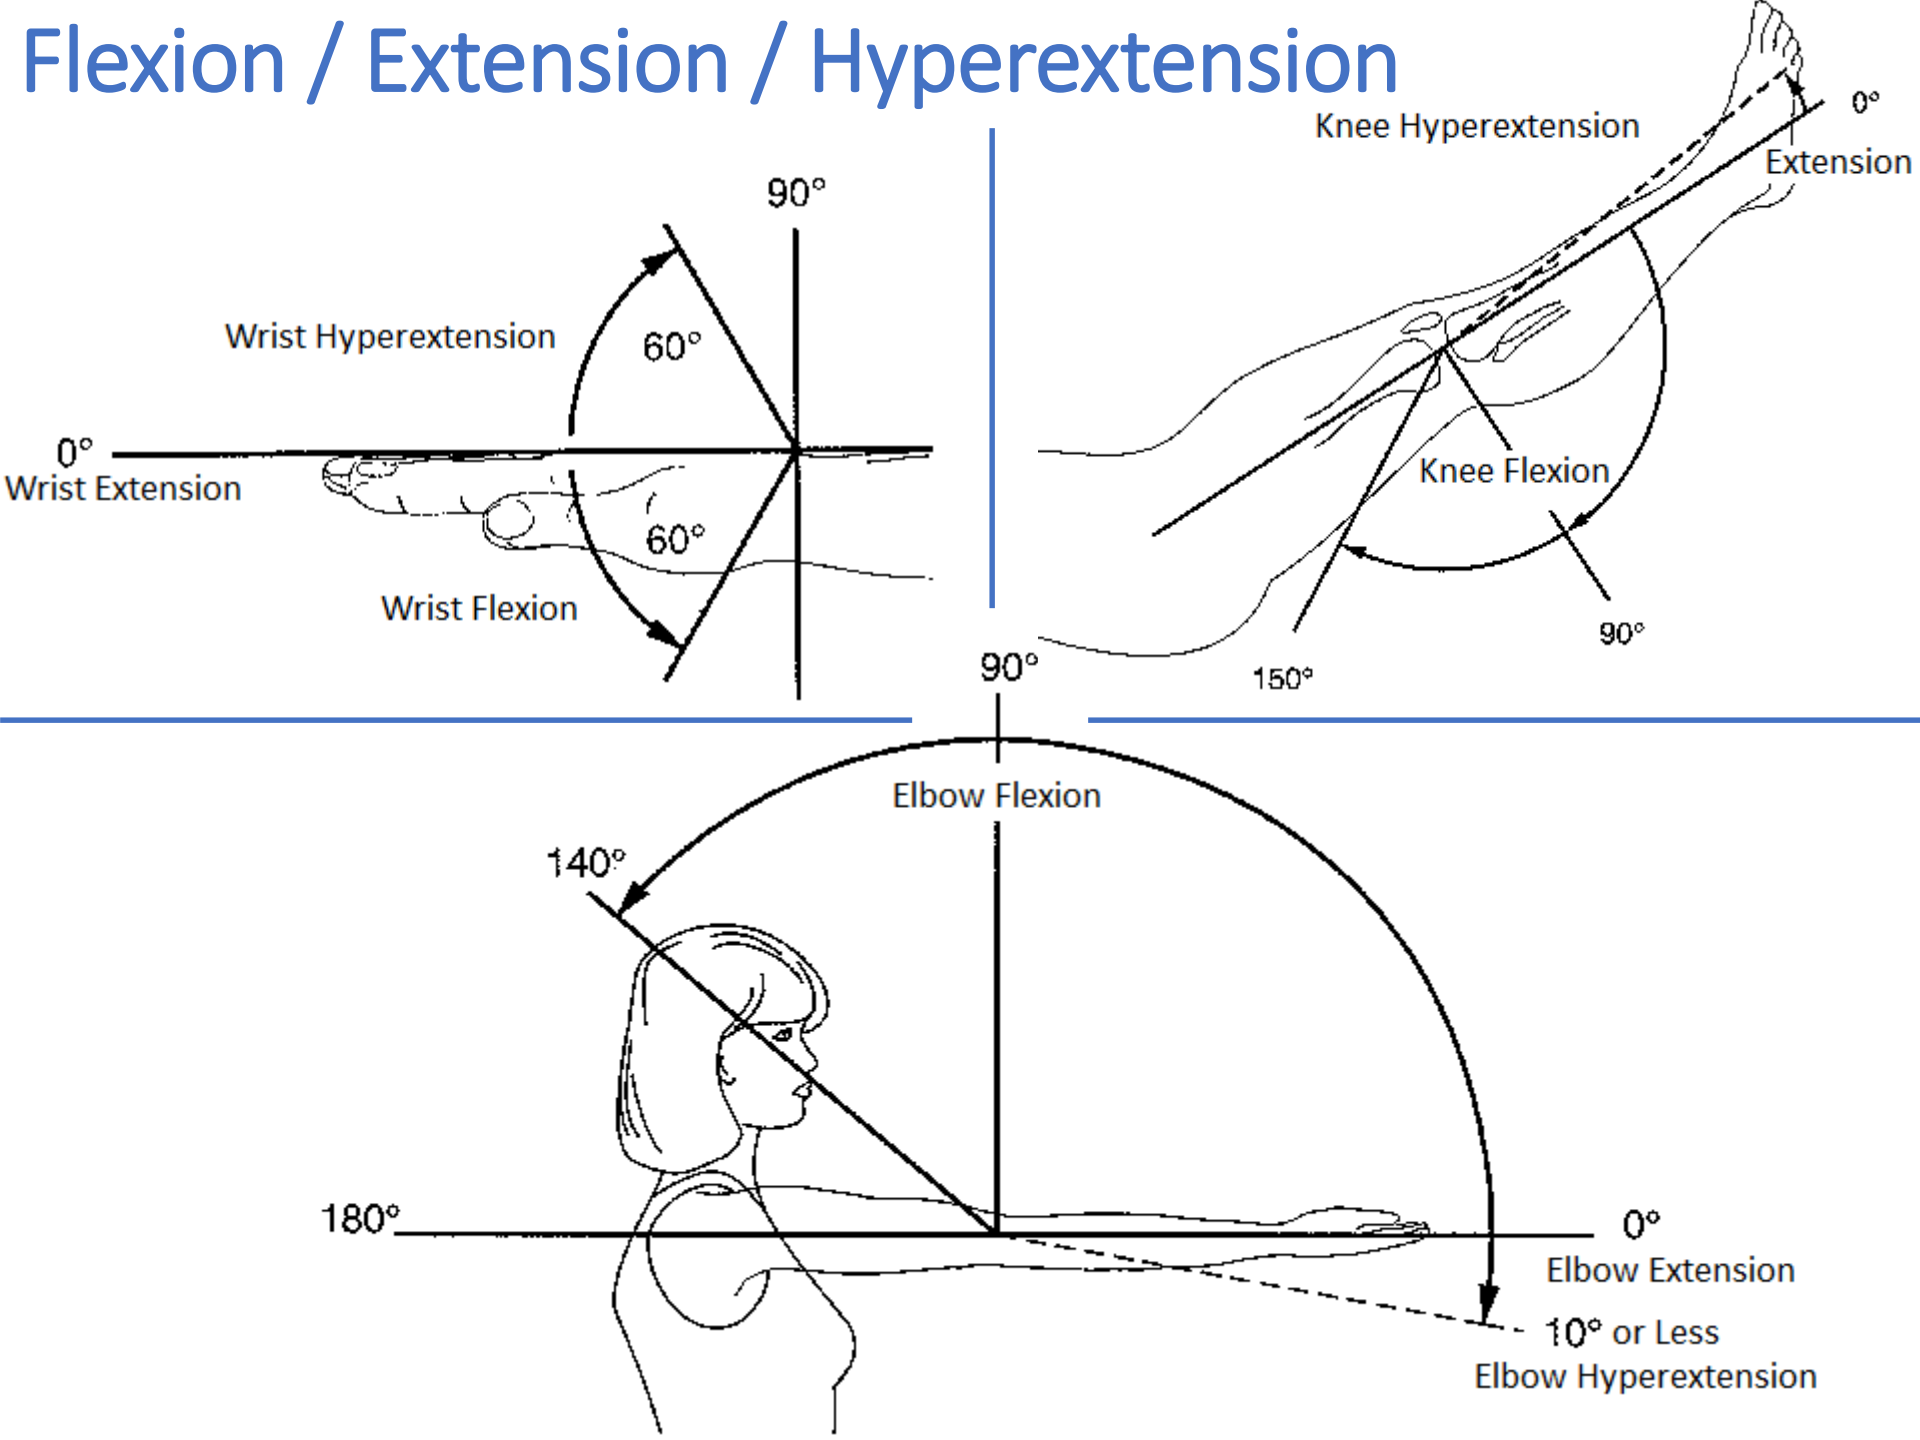 Flexion / Extension / Hyperextension
90°
Wrist Hyperextension
60°
0°
Wrist Extension
60°
Wrist Flexion
Knee Hyperextension
0°
Extension
Knee Flexion
90°
150°
90°
Elbow Flexion
140°
180°
0°
Elbow Extension
10° or Less
Elbow Hyperextension